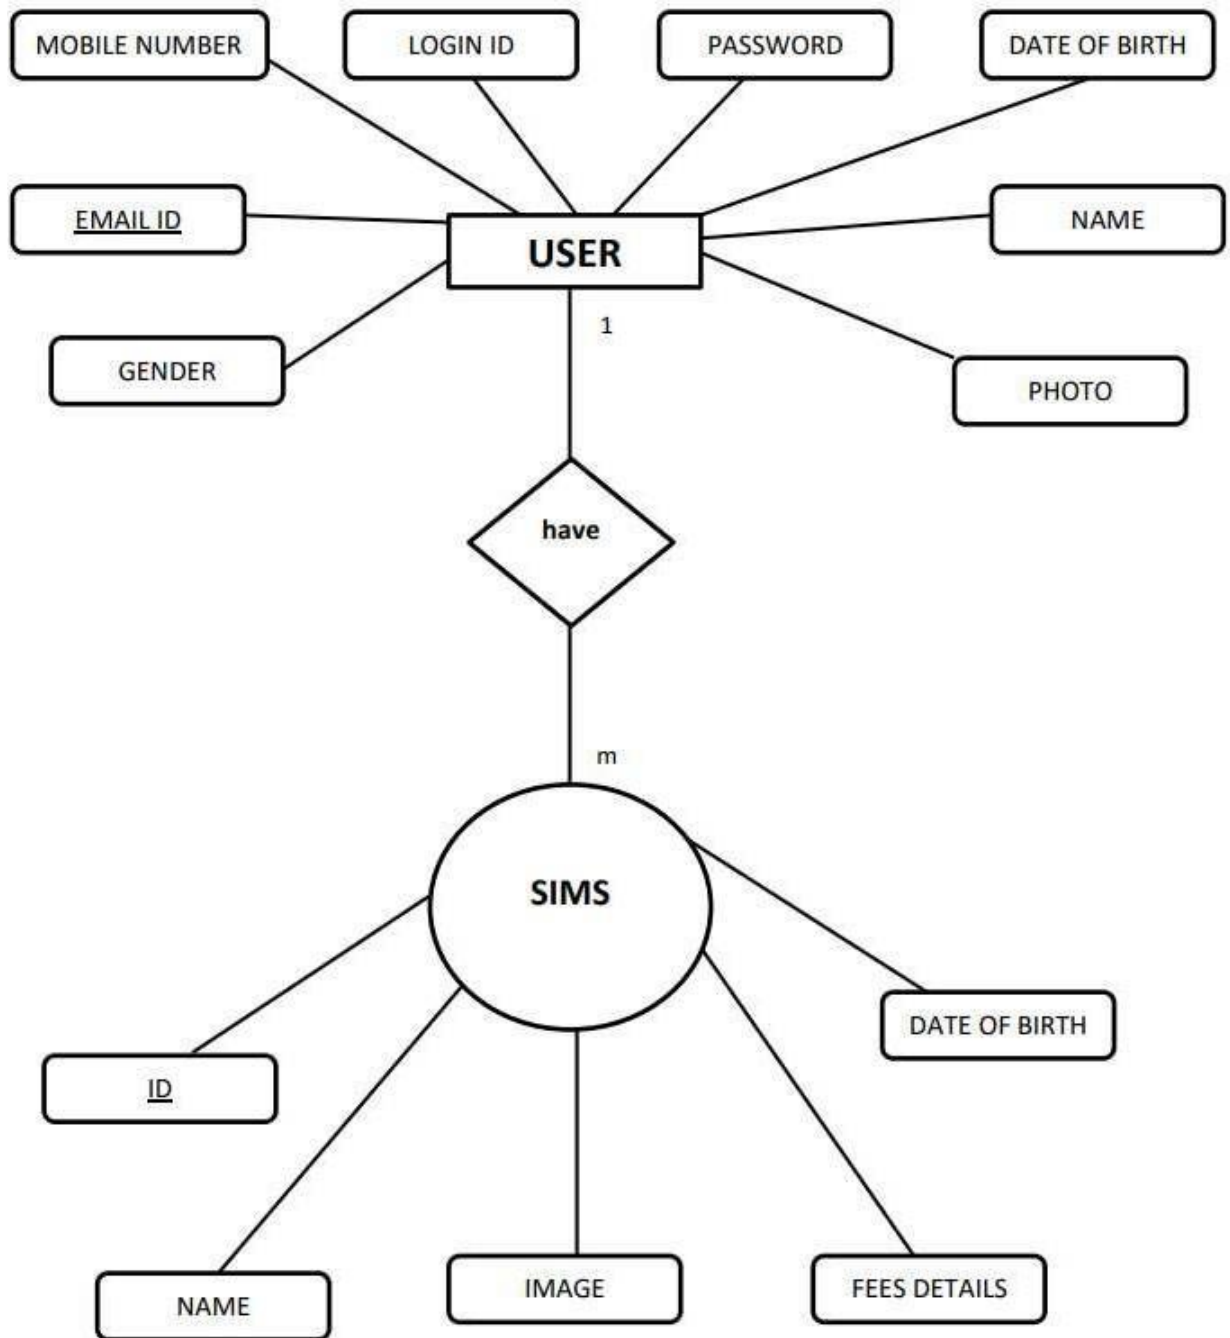 MOBILE NUMBER
LOGIN ID
PASSWORD
DATE OF BIRTH
EMAIL ID
NAME
USER
1
GENDER
PHOTO
have
m
SIMS
DATE OF BIRTH
ID
NAME
IMAGE
FEES DETAILS